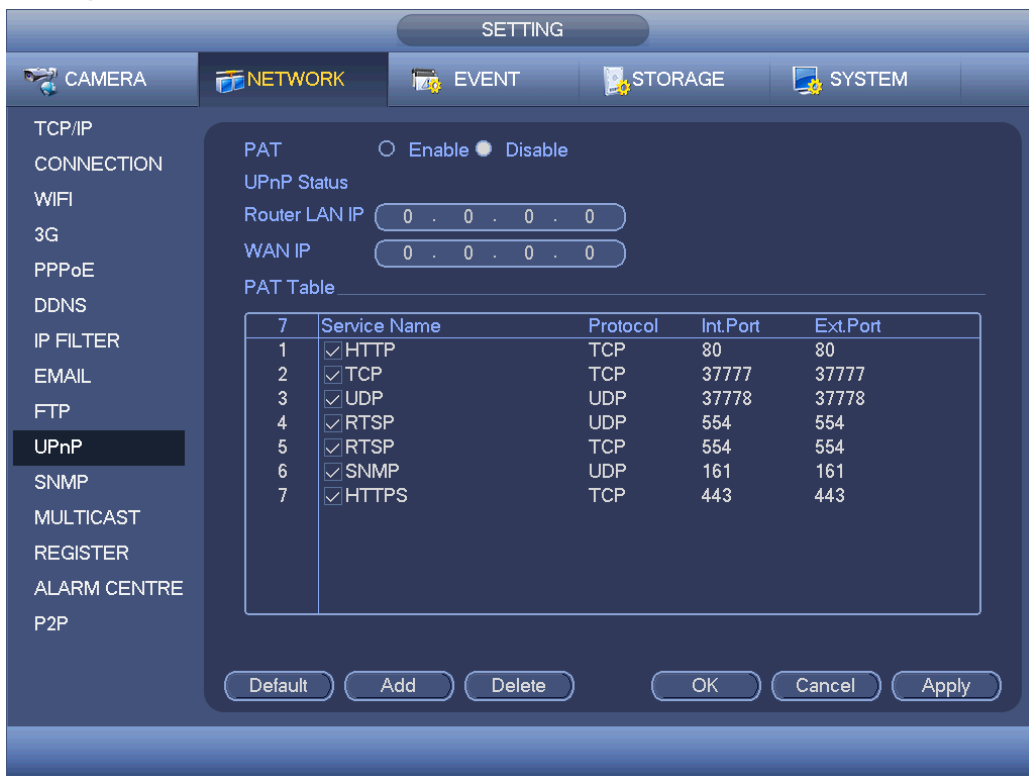 SETTING
CAMERA NETWORK EVENT STORAGE SYSTEM
TCP/IP
CONNECTION
WIFI
3G
PPPoE
DDNS
IP FILTER
EMAIL
FTP
UPnP
SNMP
MULTICAST
REGISTER
ALARM CENTRE
P2P
PAT Enable Disable
UPnP Status
Router LAN IP 0 . 0 . 0 . 0
WAN IP 0 . 0 . 0 . 0
PAT Table
7 Service Name Protocol Int.Port Ext.Port
1 HTTP TCP 80 80
2 TCP TCP 37777 37777
3 UDP UDP 37778 37778
4 RTSP UDP 554 554
5 RTSP TCP 554 554
6 SNMP UDP 161 161
7 HTTPS TCP 443 443
Default Add Delete OK Cancel Apply